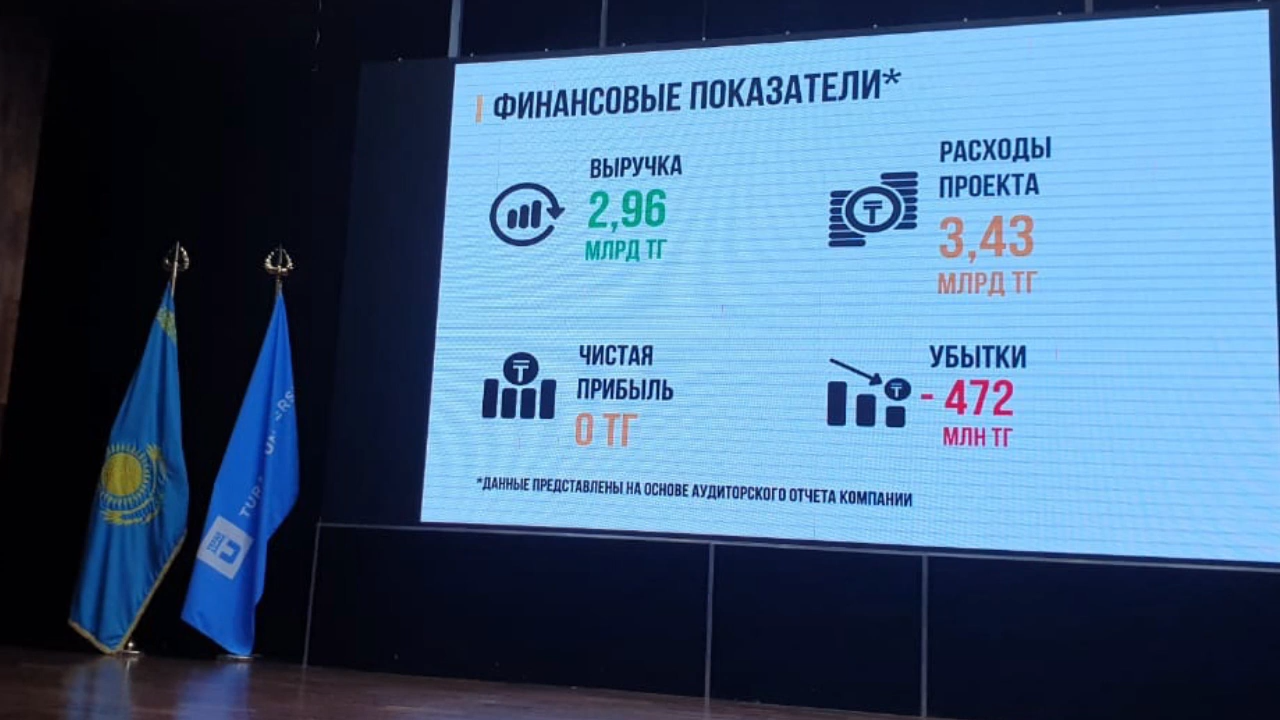 ФИНАНСОВЫЕ ПОКАЗАТЕЛИ*
ВЫРУЧКА
2,96
МЛРД ТГ
РАСХОДЫ
ПРОЕКТА
3,43
МЛРД ТГ
ЧИСТАЯ
ПРИБЫЛЬ
0 ТГ
УБЫТКИ
- 472
МЛН ТГ
*ДАННЫЕ ПРЕДСТАВЛЕНЫ НА ОСНОВЕ АУДИТОРСКОГО ОТЧЕТА КОМПАНИИ